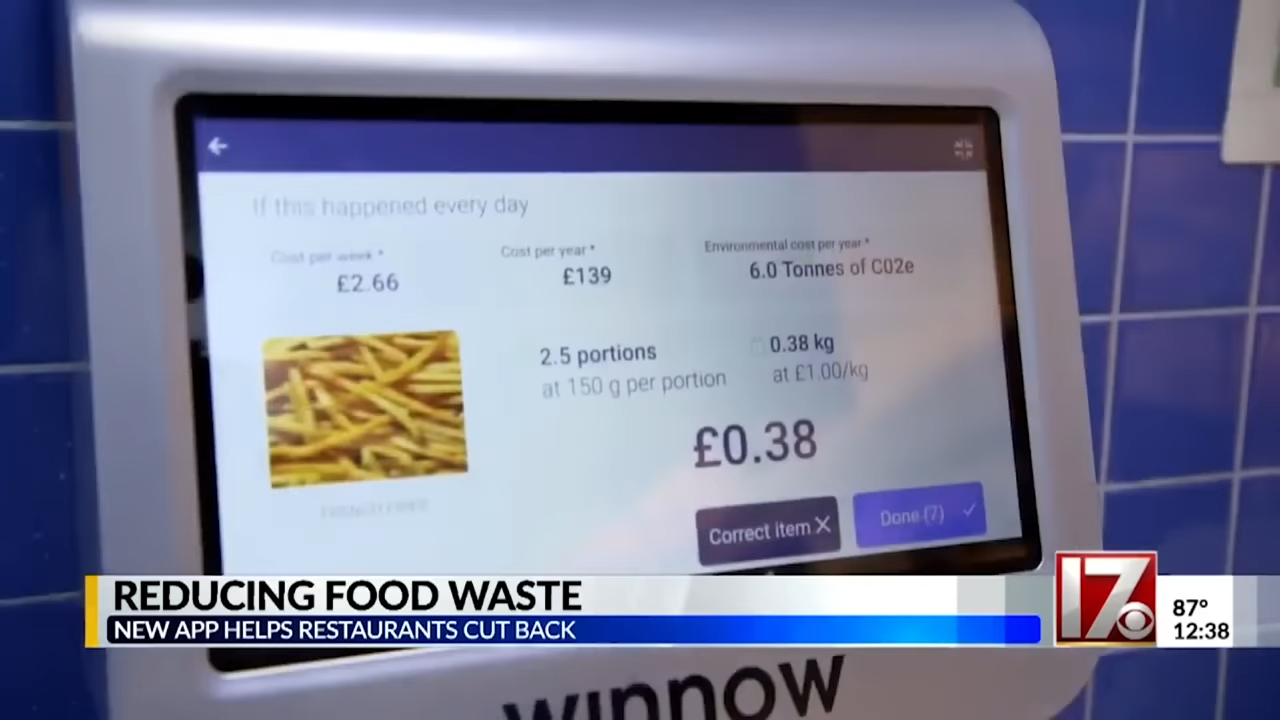 If this happened every day
Cost per week *
Cost per year *
Environmental cost per year *
£2.66
£139
6.0 Tonnes of C02e
2.5 portions
0.38 kg
at 150 g per portion
at £1.00/kg
£0.38
FRENCH FRIES
Correct item X
Done (7)
REDUCING FOOD WASTE
NEW APP HELPS RESTAURANTS CUT BACK
17
87°
12:38
winnow